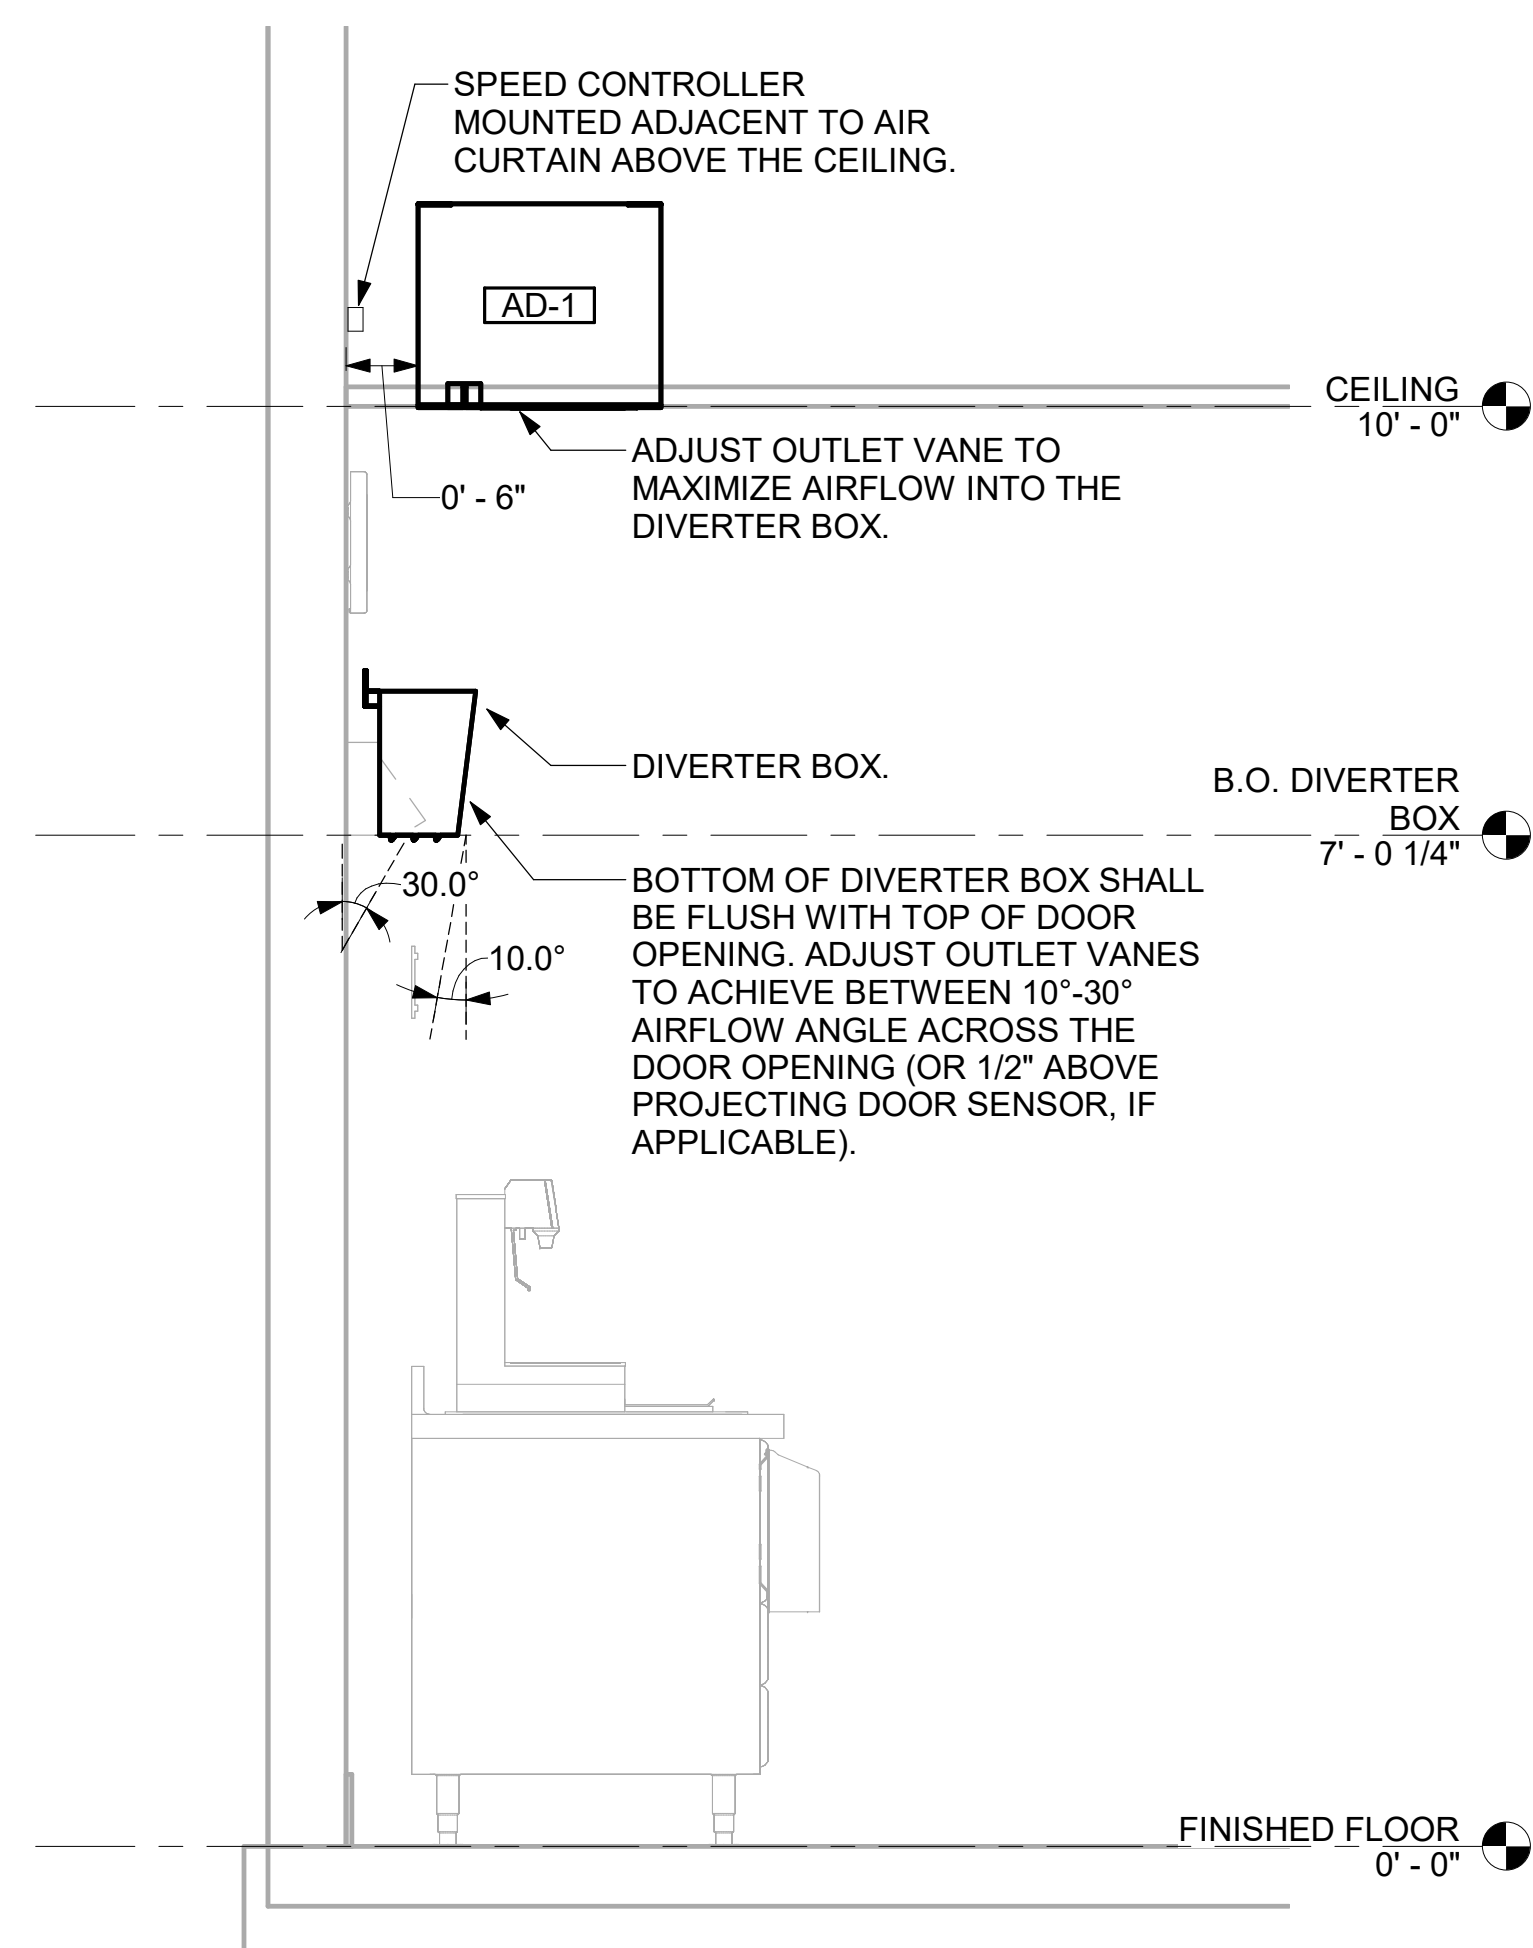 SPEED CONTROLLER
MOUNTED ADJACENT TO AIR
CURTAIN ABOVE THE CEILING.
AD-1
CEILING
10' - 0"
ADJUST OUTLET VANE TO
MAXIMIZE AIRFLOW INTO THE
DIVERTER BOX.
0' - 6"
DIVERTER BOX.
B.O. DIVERTER
BOX
7' - 0 1/4"
30.0°
10.0°
BOTTOM OF DIVERTER BOX SHALL
BE FLUSH WITH TOP OF DOOR
OPENING. ADJUST OUTLET VANES
TO ACHIEVE BETWEEN 10°-30°
AIRFLOW ANGLE ACROSS THE
DOOR OPENING (OR 1/2" ABOVE
PROJECTING DOOR SENSOR, IF
APPLICABLE).
FINISHED FLOOR
0' - 0"